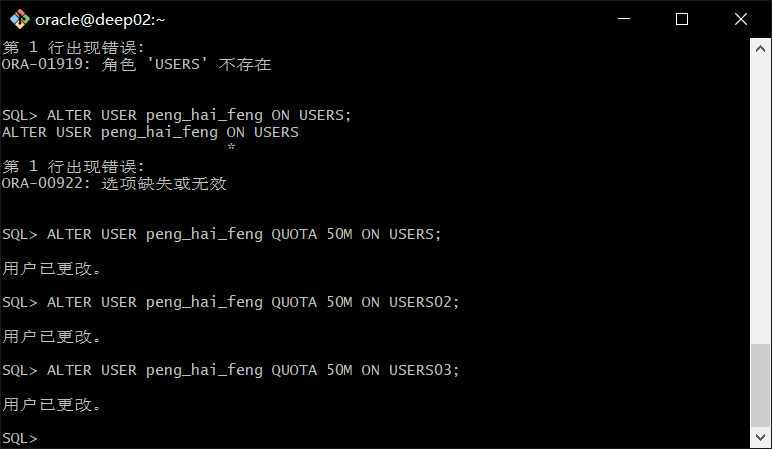 oracle@deep02:~
第 1 行出现错误:
ORA-01919: 角色 'USERS' 不存在
SQL> ALTER USER peng_hai_feng ON USERS;
ALTER USER peng_hai_feng ON USERS
*
第 1 行出现错误:
ORA-00922: 选项缺失或无效
SQL> ALTER USER peng_hai_feng QUOTA 50M ON USERS;
用户已更改。
SQL> ALTER USER peng_hai_feng QUOTA 50M ON USERS02;
用户已更改。
SQL> ALTER USER peng_hai_feng QUOTA 50M ON USERS03;
用户已更改。
SQL>